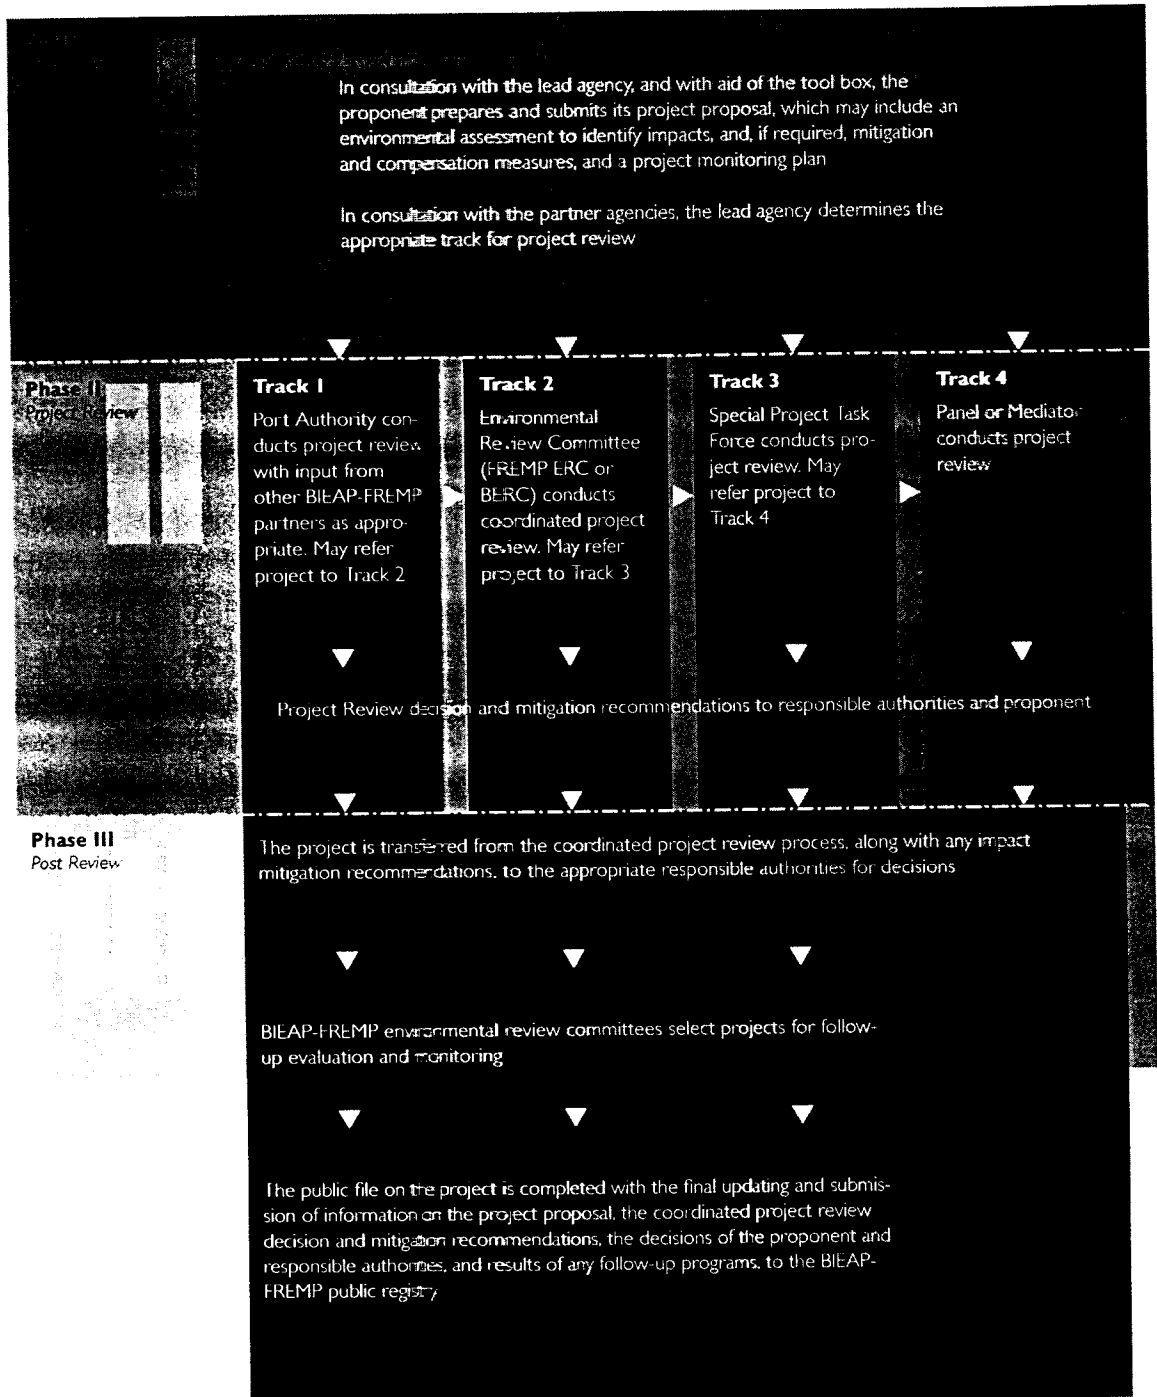 In consultation with the lead agency, and with aid of the tool box, the
proponent prepares and submits its project proposal, which may include an
environmental assessment to identify impacts, and, if required, mitigation
and compensation measures, and a project monitoring plan
In consultation with the partner agencies, the lead agency determines the
appropriate track for project review
Phase II
Project Review
Track 1
Port Authority con-
ducts project review
with input from
other BIEAP-FREMP
partners as appro-
priate. May refer
project to Track 2
Track 2
Environmental
Review Committee
(FREMP ERC or
BERC) conducts
coordinated project
review. May refer
project to Track 3
Track 3
Special Project Task
Force conducts pro-
ject review. May
refer project to
Track 4
Track 4
Panel or Mediator
conducts project
review
Project Review decision and mitigation recommendations to responsible authorities and proponent
Phase III
Post Review
The project is transferred from the coordinated project review process, along with any impact
mitigation recommendations, to the appropriate responsible authorities for decisions
BIEAP-FREMP environmental review committees select projects for follow-
up evaluation and monitoring
The public file on the project is completed with the final updating and submis-
sion of information on the project proposal, the coordinated project review
decision and mitigation recommendations, the decisions of the proponent and
responsible authorities, and results of any follow-up programs, to the BIEAP-
FREMP public registry